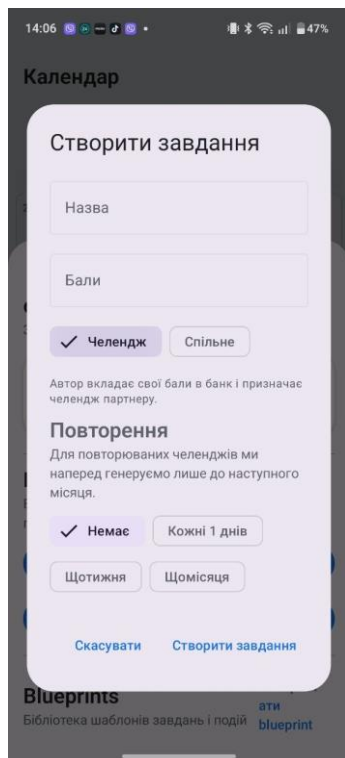 14:06 47%
Календар
Створити завдання
Назва
Бали
Челендж Спільне
Автор вкладає свої бали в банк і призначає
челендж партнеру.
Повторення
Для повторюваних челенджів ми
наперед генеруємо лише до наступного
місяця.
Немає Кожні 1 днів
Щотижня Щомісяця
Скасувати Створити завдання
Blueprints
ати
Бібліотека шаблонів завдань і подій blueprint